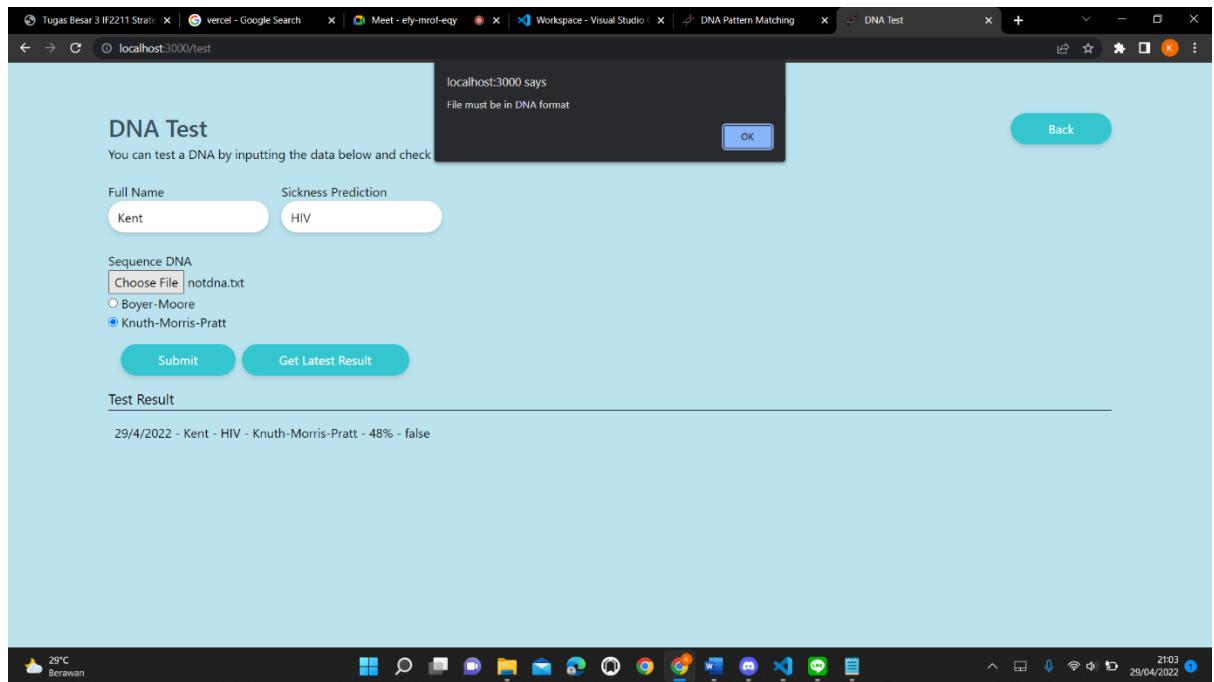 Tugas Besar 3 IF2211 Strate
vercel - Google Search
Meet - efy-mrof-eqy
Workspace - Visual Studio
DNA Pattern Matching
DNA Test
localhost:3000/test
K
localhost:3000 says
File must be in DNA format
OK
DNA Test
Back
You can test a DNA by inputting the data below and check
Full Name
Sickness Prediction
Kent
HIV
Sequence DNA
Choose File notdna.txt
Boyer-Moore
Knuth-Morris-Pratt
Submit
Get Latest Result
Test Result
29/4/2022 - Kent - HIV - Knuth-Morris-Pratt - 48% - false
29°C
Berawan
21:03
29/04/2022
1